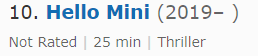 10. Hello Mini (2019– )
Not Rated | 25 min | Thriller